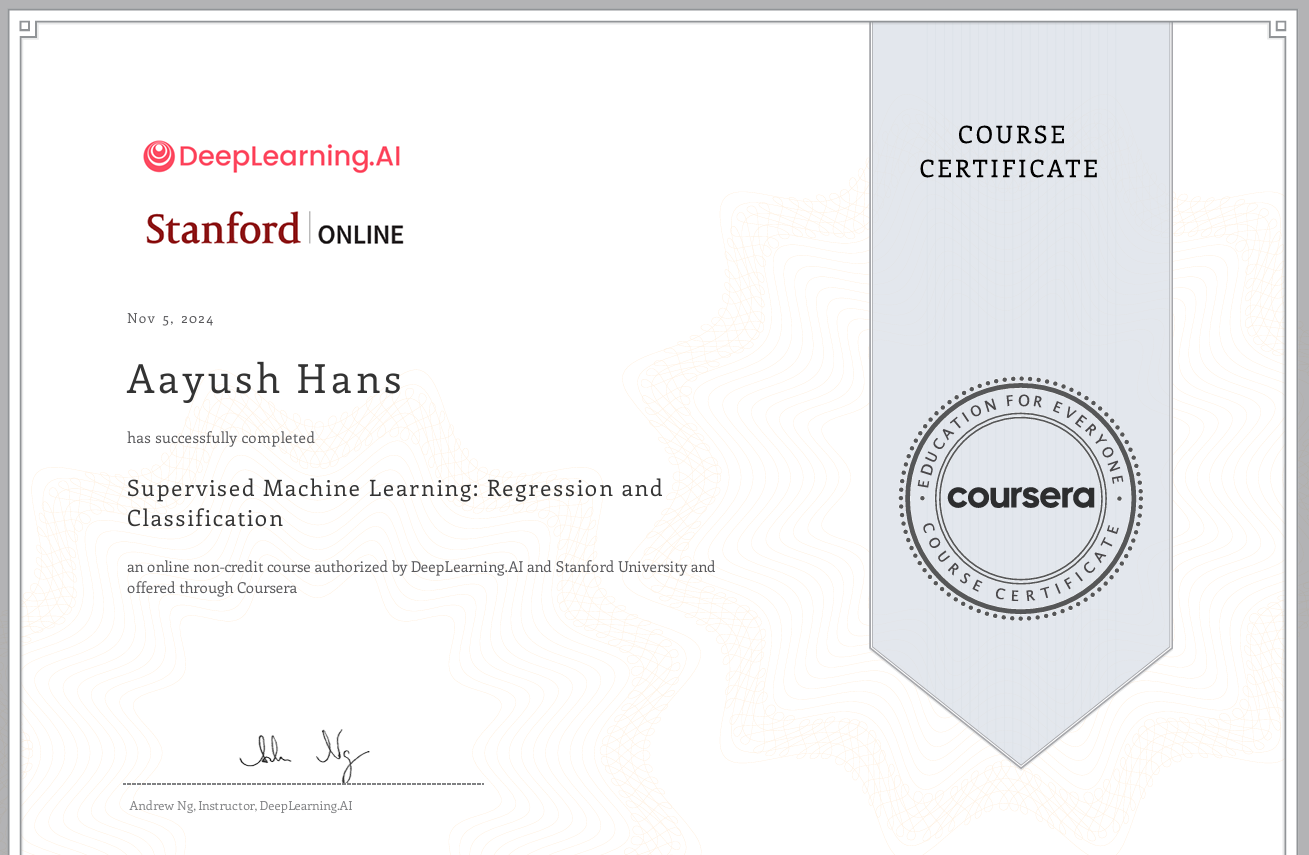 DeepLearning.AI
Stanford | ONLINE
Nov 5, 2024
Aayush Hans
has successfully completed
Supervised Machine Learning: Regression and
Classification
an online non-credit course authorized by DeepLearning.AI and Stanford University and
offered through Coursera
Andrew Ng, Instructor, DeepLearning.AI
COURSE
CERTIFICATE
EDUCATION FOR EVERYONE
coursera
COURSE CERTIFICATE